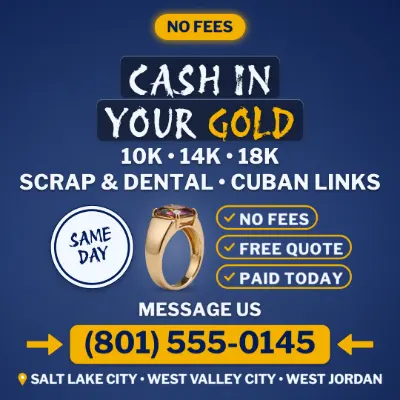 NO FEES
CASH IN
YOUR GOLD
10K • 14K • 18K
SCRAP & DENTAL • CUBAN LINKS
SAME
DAY
NO FEES
FREE QUOTE
PAID TODAY
MESSAGE US
(801) 555-0145
SALT LAKE CITY • WEST VALLEY CITY • WEST JORDAN